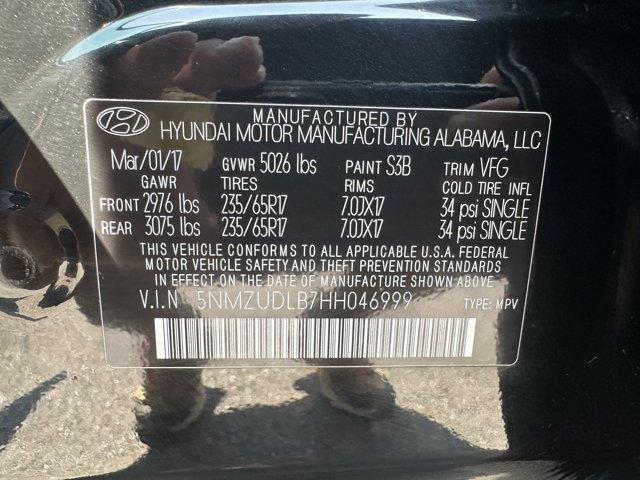 MANUFACTURED BY
HYUNDAI MOTOR MANUFACTURING ALABAMA, LLC
Mar/01/17 GVWR 5026 lbs PAINT S3B TRIM VFG
GAWR TIRES RIMS COLD TIRE INFL
FRONT 2976 lbs 235/65R17 7.0JX17 34 psi SINGLE
REAR 3075 lbs 235/65R17 7.0JX17 34 psi SINGLE
THIS VEHICLE CONFORMS TO ALL APPLICABLE U.S.A. FEDERAL
MOTOR VEHICLE SAFETY AND THEFT PREVENTION STANDARDS
IN EFFECT ON THE DATE OF MANUFACTURE SHOWN ABOVE.
V.I.N 5NMZUDLB7HH046999 TYPE: MPV